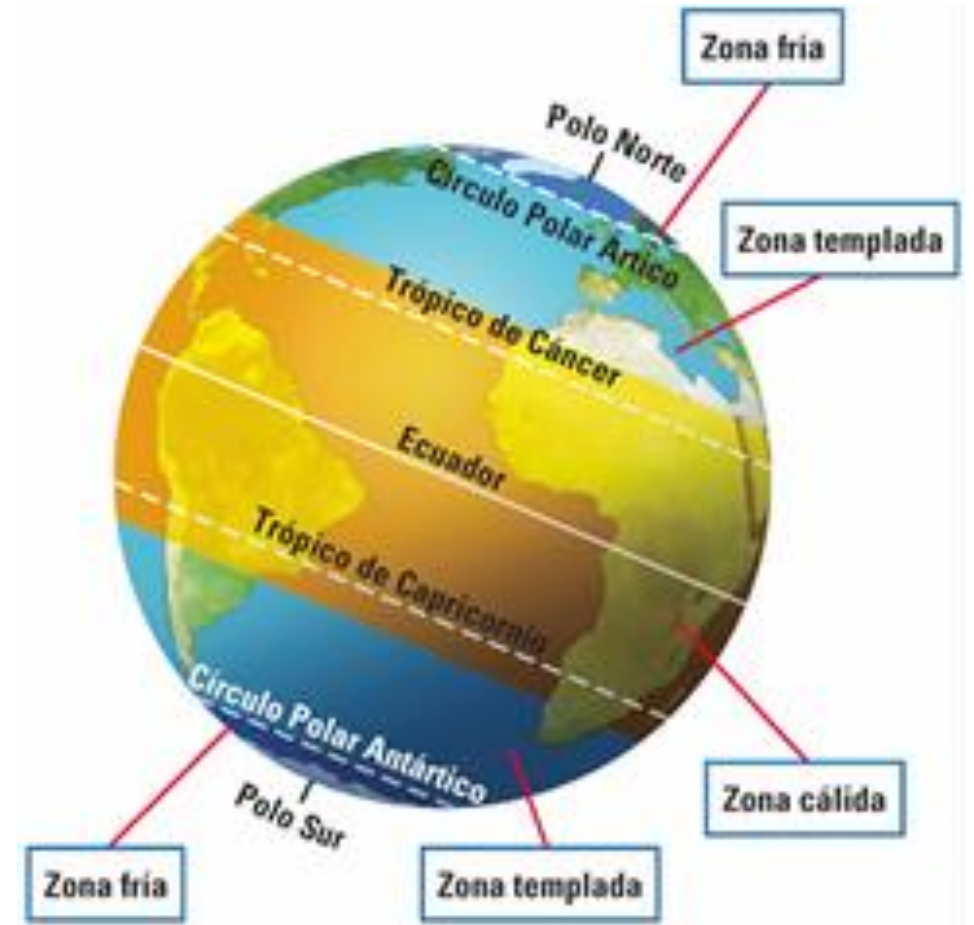 Zona fría
Polo Norte
Círculo Polar Artico
Zona templada
Trópico de Cáncer
Ecuador
Trópico de Capricornio
Círculo Polar Antártico
Polo Sur
Zona cálida
Zona fría
Zona templada